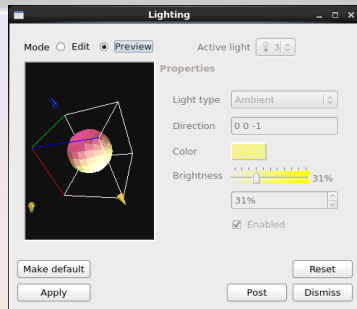 Lighting
Mode Edit Preview
Active light 3
Properties
Light type Ambient
Direction 0 0 -1
Color
Brightness 31%
31%
Enabled
Make default Reset
Apply Post Dismiss